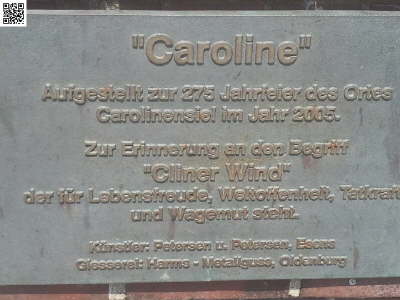 "Caroline"
Aufgestellt zur 275 Jahrfeier des Ortes
Carolinensiel im Jahr 2005.
Zur Erinnerung an den Begriff
"Cliner Wind"
der für Lebensfreude, Weltoffenheit, Tatkraft
und Wagemut steht.
Künstler: Petersen u. Petersen, Esens
Giesserei: Harms - Metallguss, Oldenburg